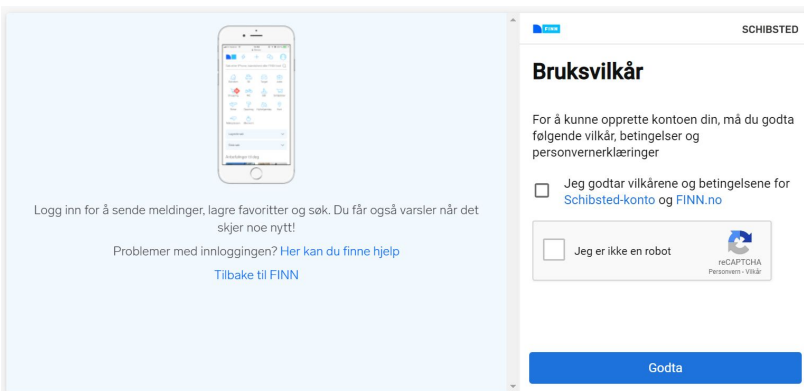 Logg inn for å sende meldinger, lagre favoritter og søk. Du får også varsler når det
skjer noe nytt!
Problemer med innloggingen? Her kan du finne hjelp
Tilbake til FINN
FINN
SCHIBSTED
Bruksvilkår
For å kunne opprette kontoen din, må du godta
følgende vilkår, betingelser og
personvernerklæringer
Jeg godtar vilkårene og betingelsene for
Schibsted-konto og FINN.no
Jeg er ikke en robot
reCAPTCHA
Personvern - Vilkår
Godta